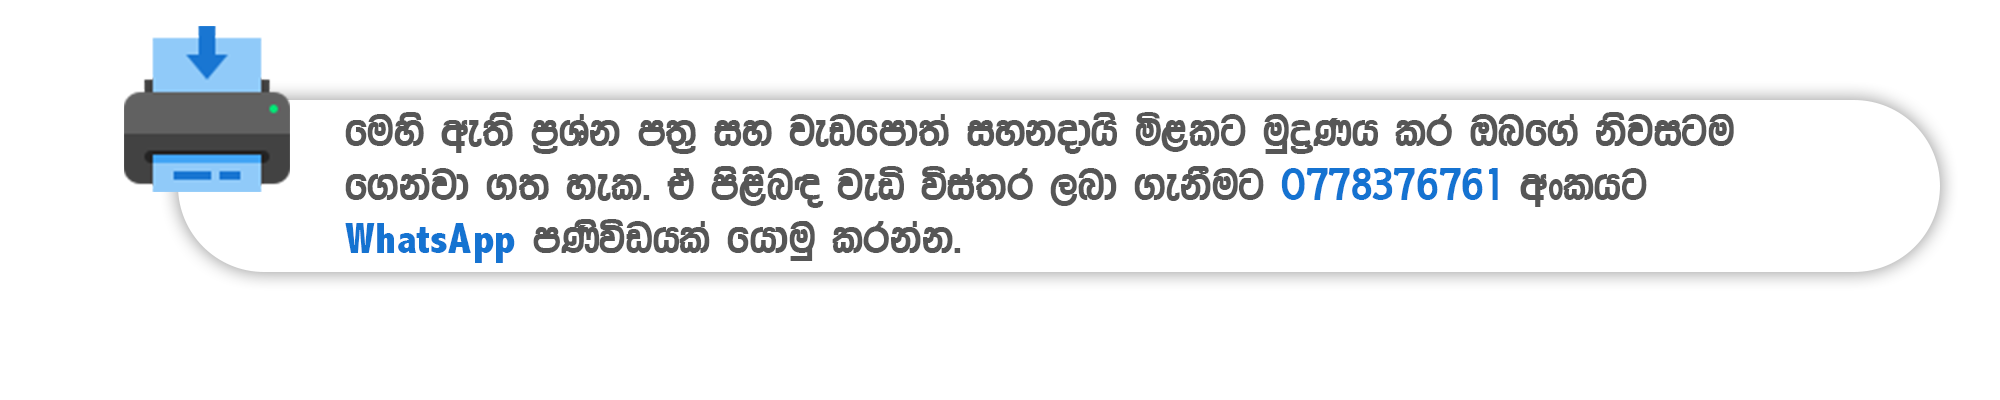 මෙහි ඇති ප්‍රශ්න පත්‍ර සහ වැඩපොත් සහනදායි මිළකට මුද්‍රණය කර ඔබගේ නිවසටම
ගෙන්වා ගත හැක. ඒ පිළිබඳ වැඩි විස්තර ලබා ගැනීමට 0778376761 අංකයට
WhatsApp පණිවිඩයක් යොමු කරන්න.